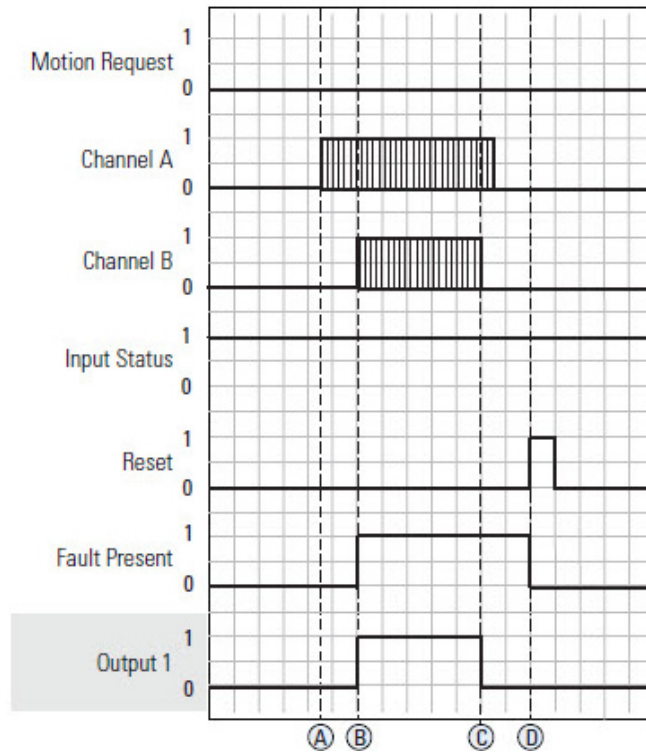 1
Motion Request
0
1
Channel A
0
1
Channel B
0
1
Input Status
0
1
Reset
0
1
Fault Present
0
1
Output 1
0
A B C D